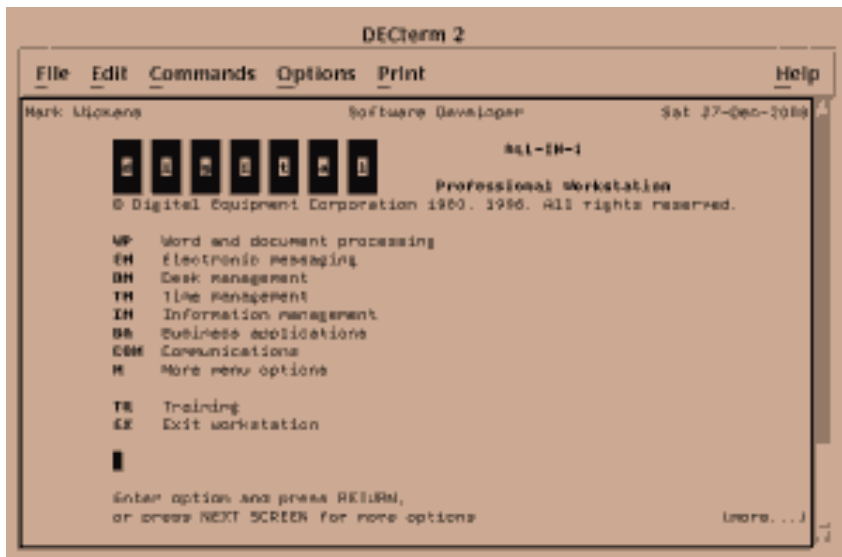 DECterm 2
File Edit Commands Options Print Help
Mark Wickens Software Developer Sat 27-Dec-2008
d i g i t a l
ALL-IN-1
Professional Workstation
© Digital Equipment Corporation 1980, 1996. All rights reserved.
WP Word and document processing
EM Electronic messaging
DM Desk management
TM Time management
IM Information management
BA Business applications
COM Communications
M More menu options
TR Training
EX Exit workstation
Enter option and press RETURN,
or press NEXT SCREEN for more options (more...)